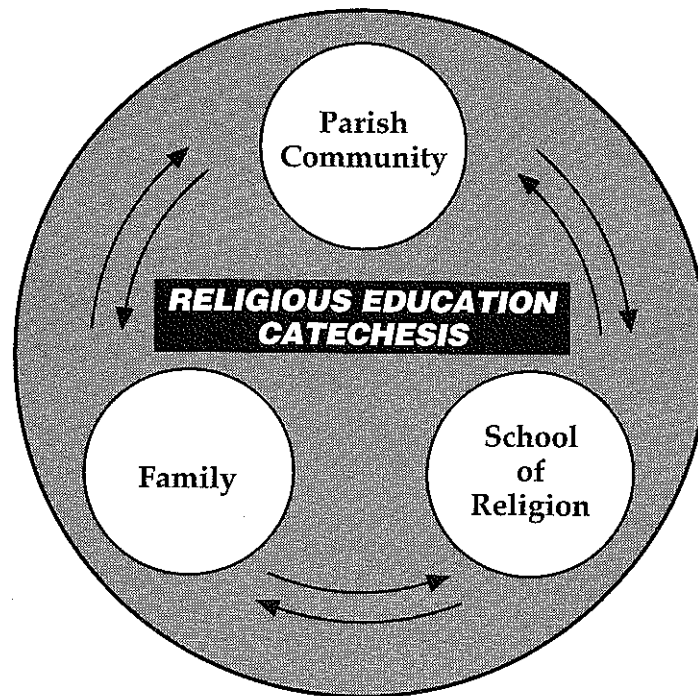 Parish
Community
RELIGIOUS EDUCATION
CATECHESIS
Family
School
of
Religion